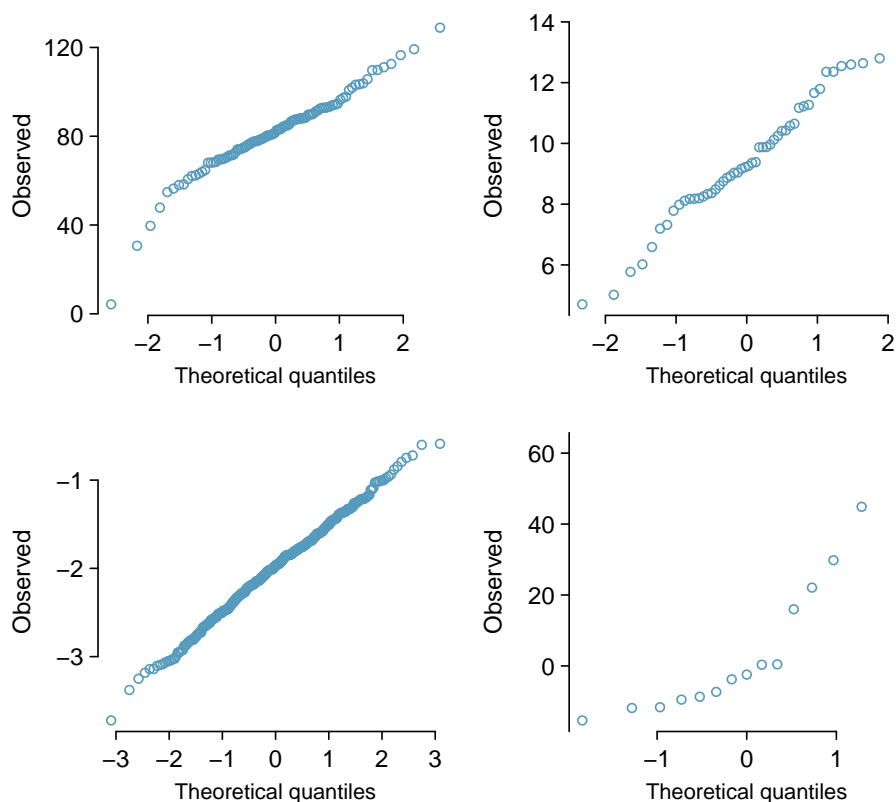 Observed
120
80
40
0
−2 −1 0 1 2
Theoretical quantiles
Observed
14
12
10
8
6
−2 −1 0 1 2
Theoretical quantiles
Observed
−1
−2
−3
−3 −2 −1 0 1 2 3
Theoretical quantiles
Observed
60
40
20
0
−1 0 1
Theoretical quantiles